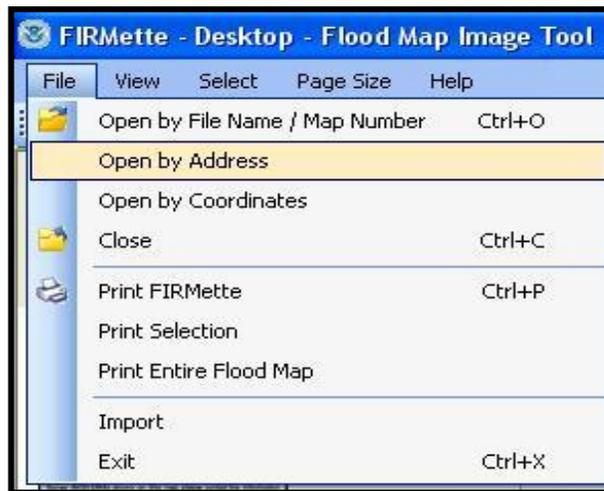 FIRMette - Desktop - Flood Map Image Tool
File View Select Page Size Help
Open by File Name / Map Number Ctrl+O
Open by Address
Open by Coordinates
Close Ctrl+C
Print FIRMette Ctrl+P
Print Selection
Print Entire Flood Map
Import
Exit Ctrl+X